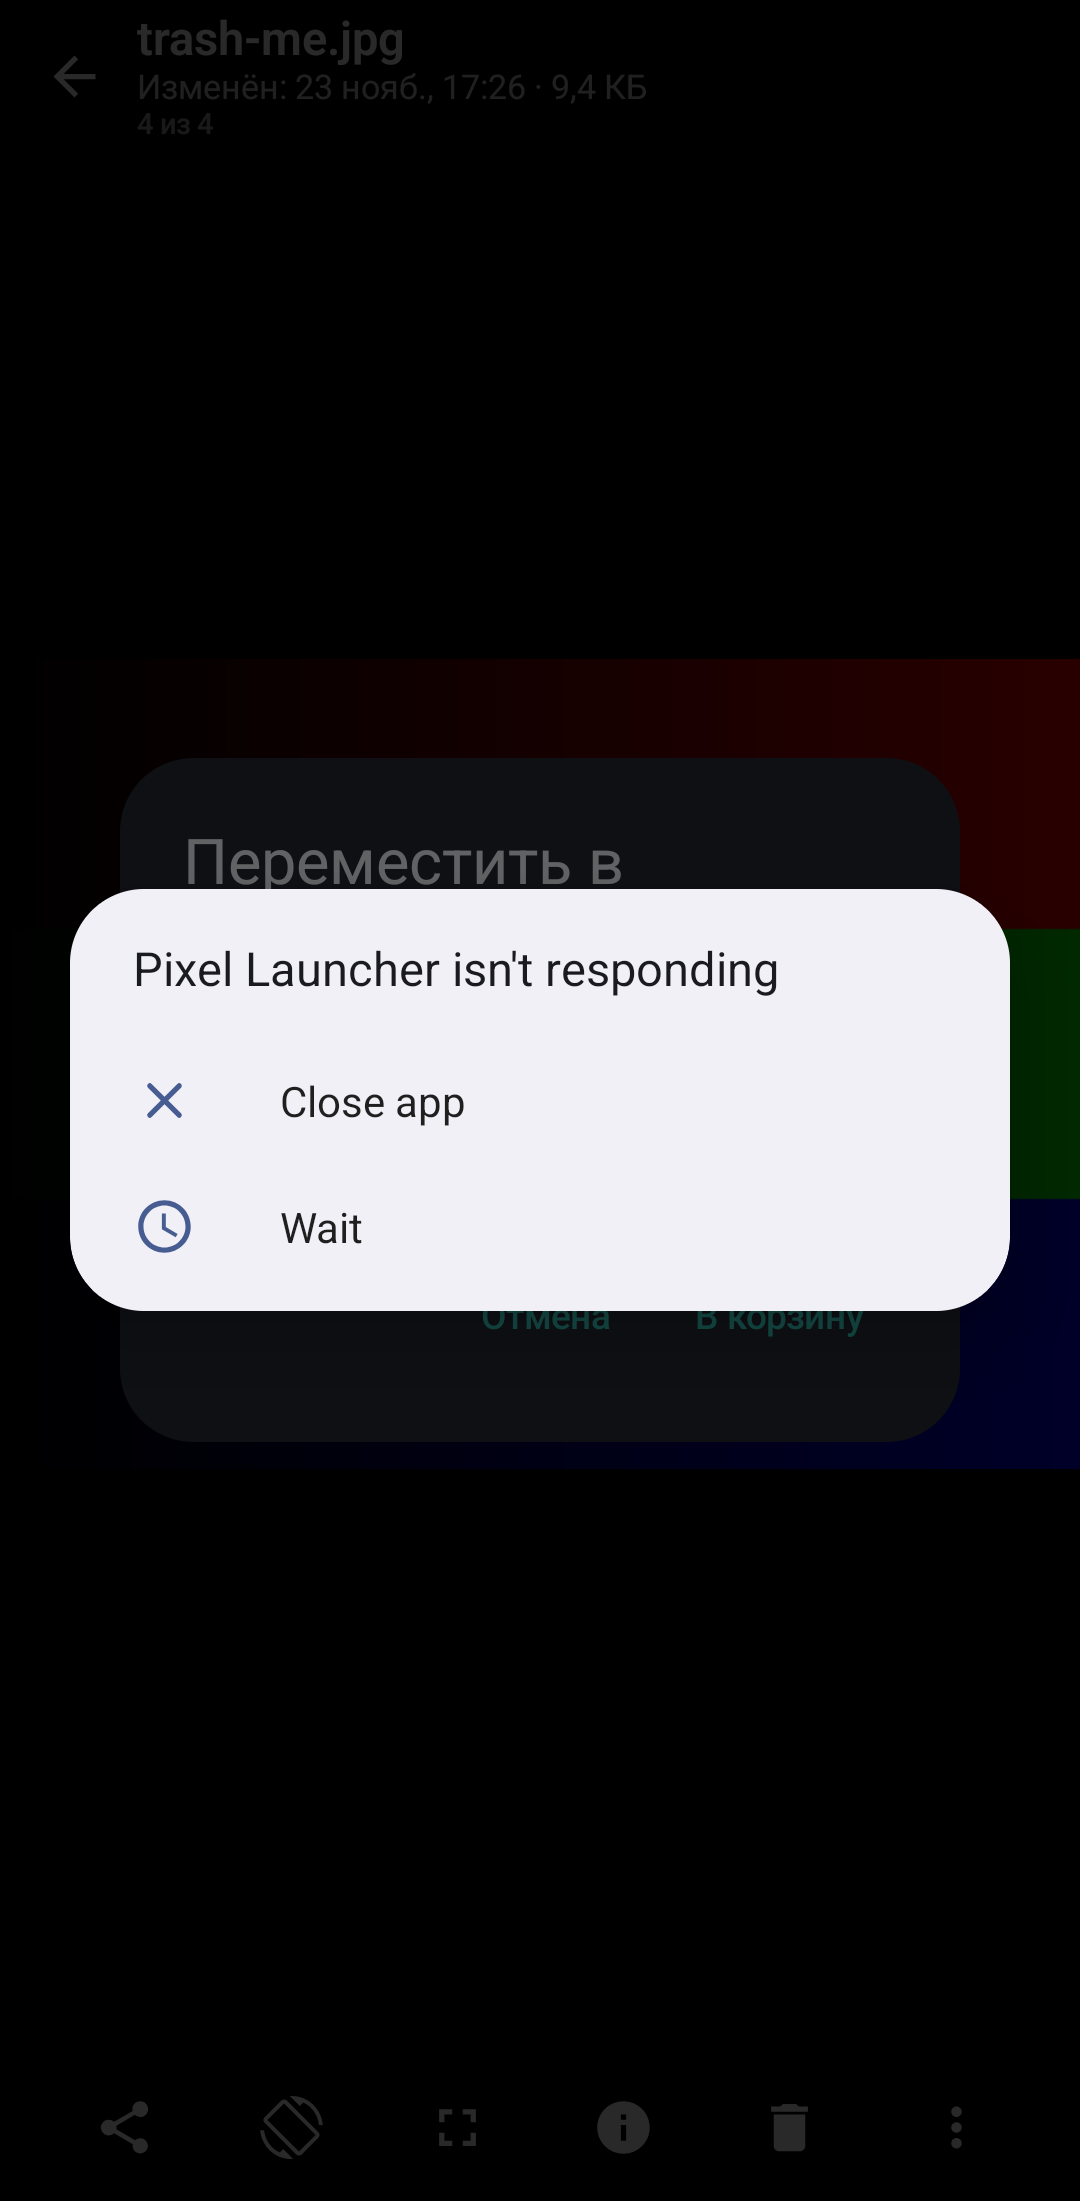 trash-me.jpg
Изменён: 23 нояб., 17:26 · 9,4 КБ
4 из 4
Переместить в
Pixel Launcher isn't responding
Close app
Wait
Отмена В корзину